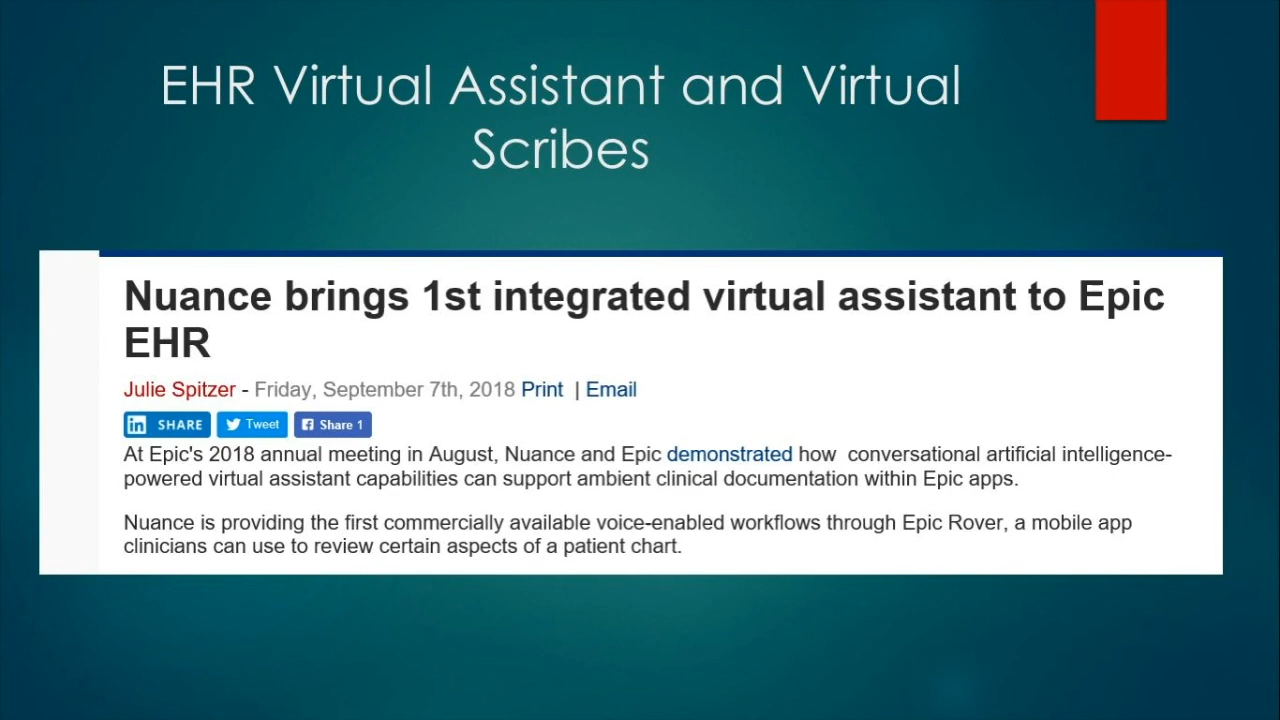 EHR Virtual Assistant and Virtual
Scribes
Nuance brings 1st integrated virtual assistant to Epic
EHR
Julie Spitzer - Friday, September 7th, 2018 Print | Email
in SHARE Tweet Share 1
At Epic's 2018 annual meeting in August, Nuance and Epic demonstrated how conversational artificial intelligence-
powered virtual assistant capabilities can support ambient clinical documentation within Epic apps.
Nuance is providing the first commercially available voice-enabled workflows through Epic Rover, a mobile app
clinicians can use to review certain aspects of a patient chart.